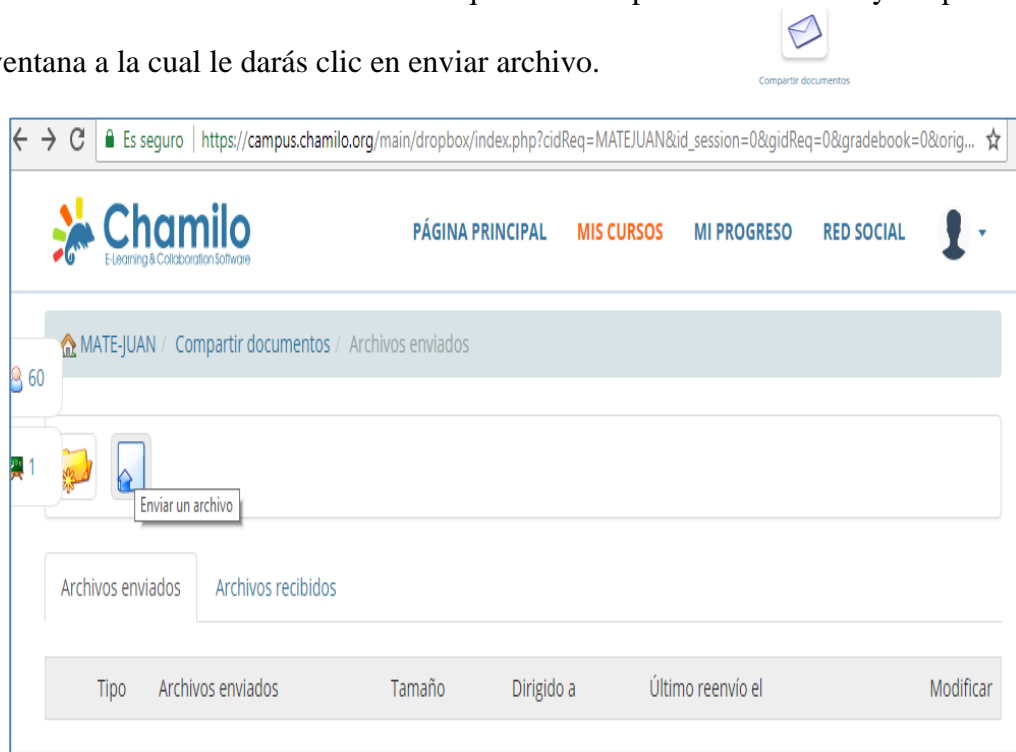 ventana a la cual le darás clic en enviar archivo.
Compartir documentos
Es seguro | https://campus.chamilo.org/main/dropbox/index.php?cidReq=MATEJUAN&id_session=0&gidReq=0&gradebook=0&orig...
Chamilo
E-Learning & Collaboration Software
PÁGINA PRINCIPAL MIS CURSOS MI PROGRESO RED SOCIAL
MATE-JUAN / Compartir documentos / Archivos enviados
60
1
Enviar un archivo
Archivos enviados Archivos recibidos
Tipo Archivos enviados Tamaño Dirigido a Último reenvío el Modificar